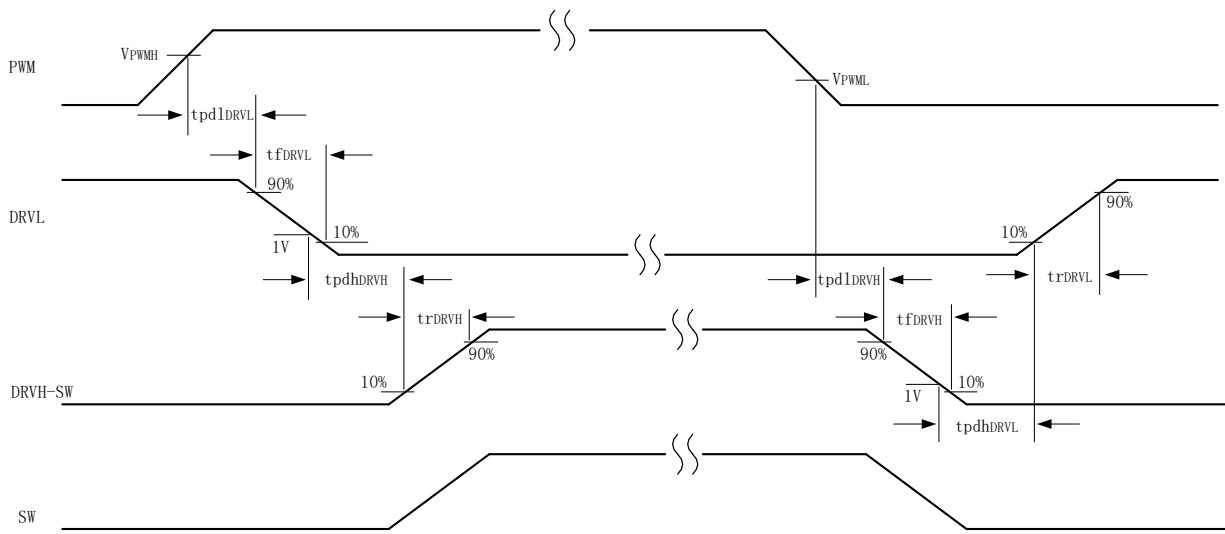 PWM
VPWMH
VPWML
tpdlDRVL
tfDRVL
90%
90%
DRVL
1V
10%
10%
tpdhDRVH
tpdlDRVH
trDRVL
trDRVH
tfDRVH
90%
90%
DRVH-SW
10%
1V
10%
tpdhDRVL
SW